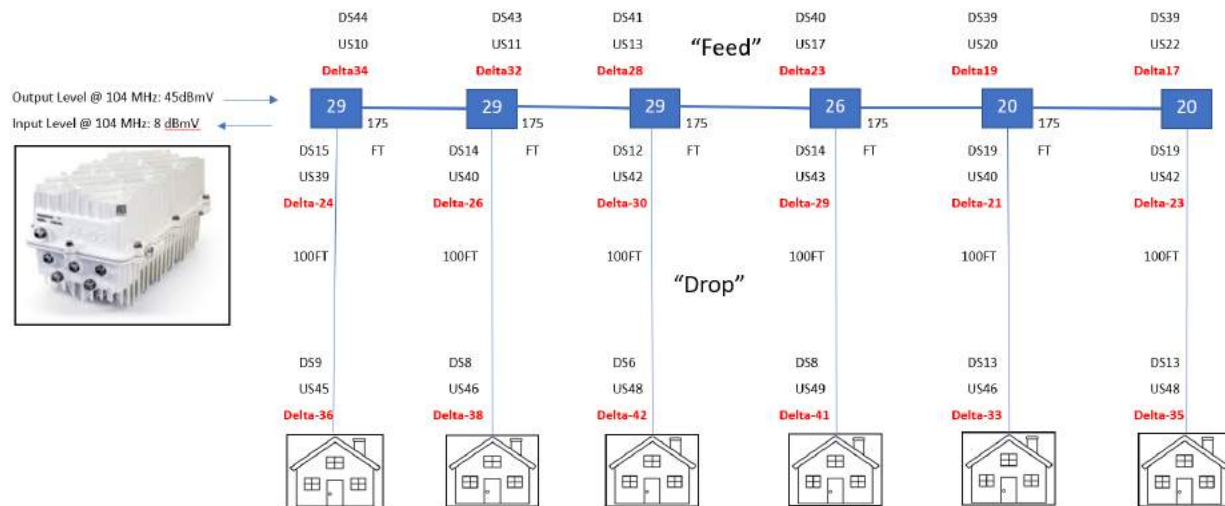 DS44 DS43 DS41 DS40 DS39 DS39
US10 US11 US13 “Feed” US17 US20 US22
Delta34 Delta32 Delta28 Delta23 Delta19 Delta17
Output Level @ 104 MHz: 45dBmV
29 29 29 26 20 20
Input Level @ 104 MHz: 8 dBmV
175 175 175 175 175
DS15 FT DS14 FT DS12 FT DS14 FT DS19 FT DS19
US39 US40 US42 US43 US40 US42
Delta-24 Delta-26 Delta-30 Delta-29 Delta-21 Delta-23
100FT 100FT 100FT 100FT 100FT 100FT
“Drop”
DS9 DS8 DS6 DS8 DS13 DS13
US45 US46 US48 US49 US46 US48
Delta-36 Delta-38 Delta-42 Delta-41 Delta-33 Delta-35